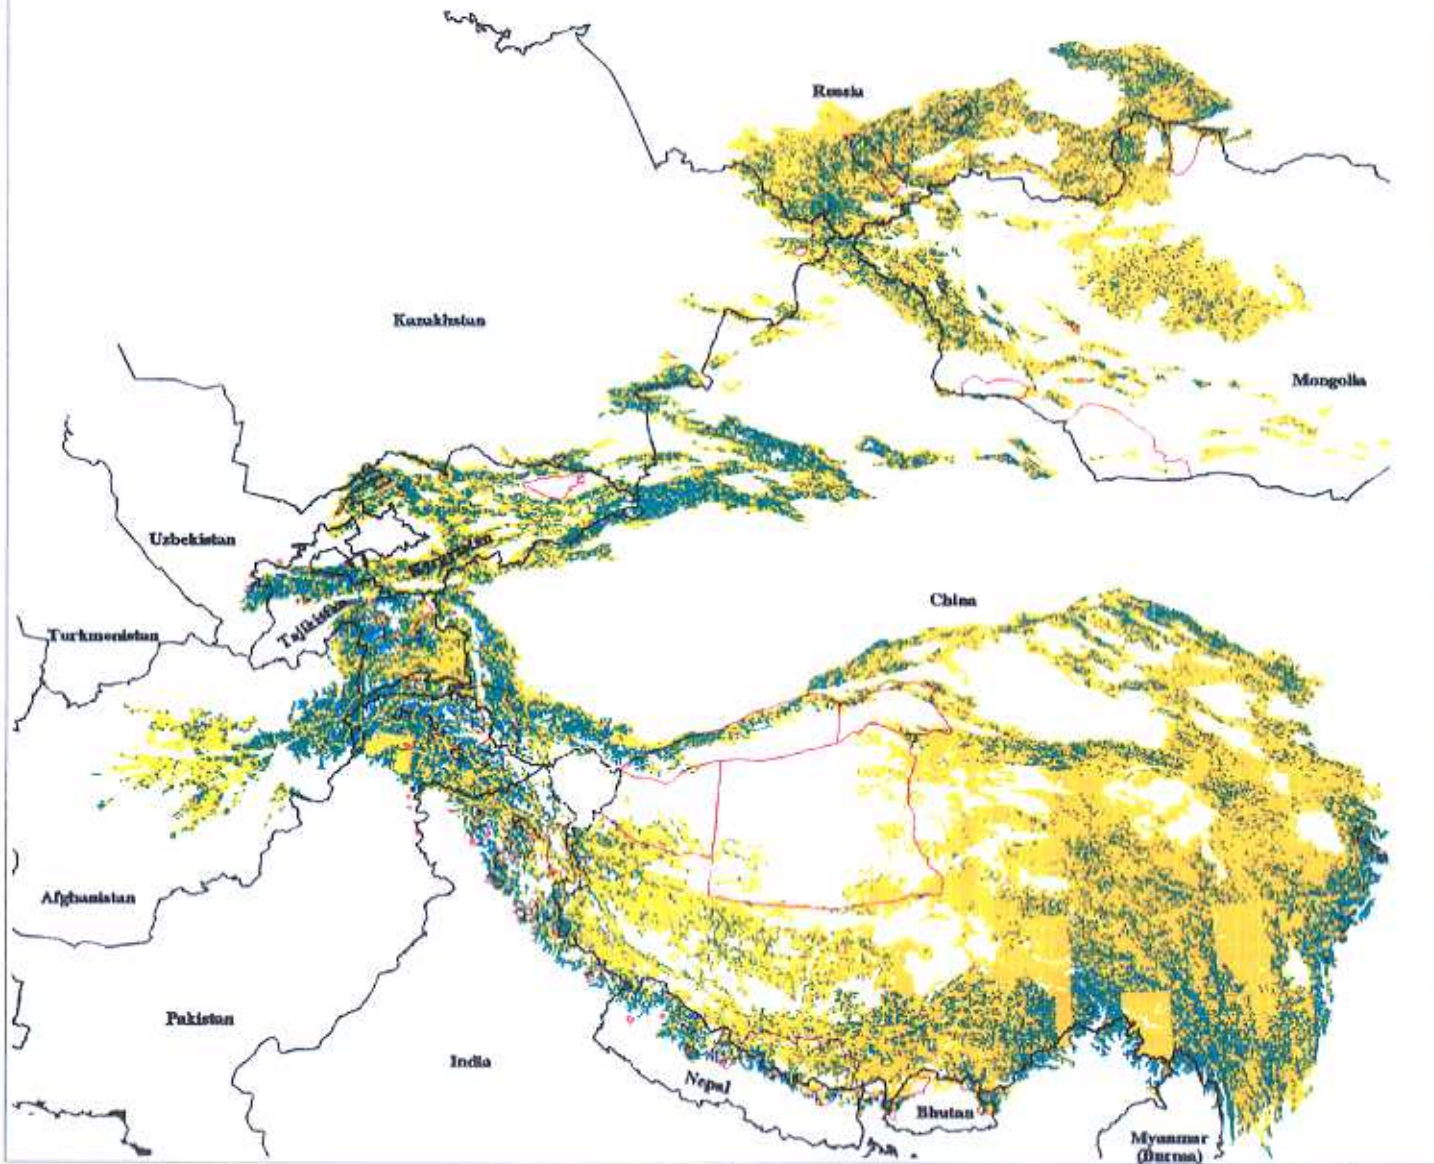 Russia
Kazakhstan
Mongolia
Uzbekistan
Kyrgyzstan
China
Tajikistan
Turkmenistan
Afghanistan
Pakistan
India
Nepal
Bhutan
Myanmar
(Burma)